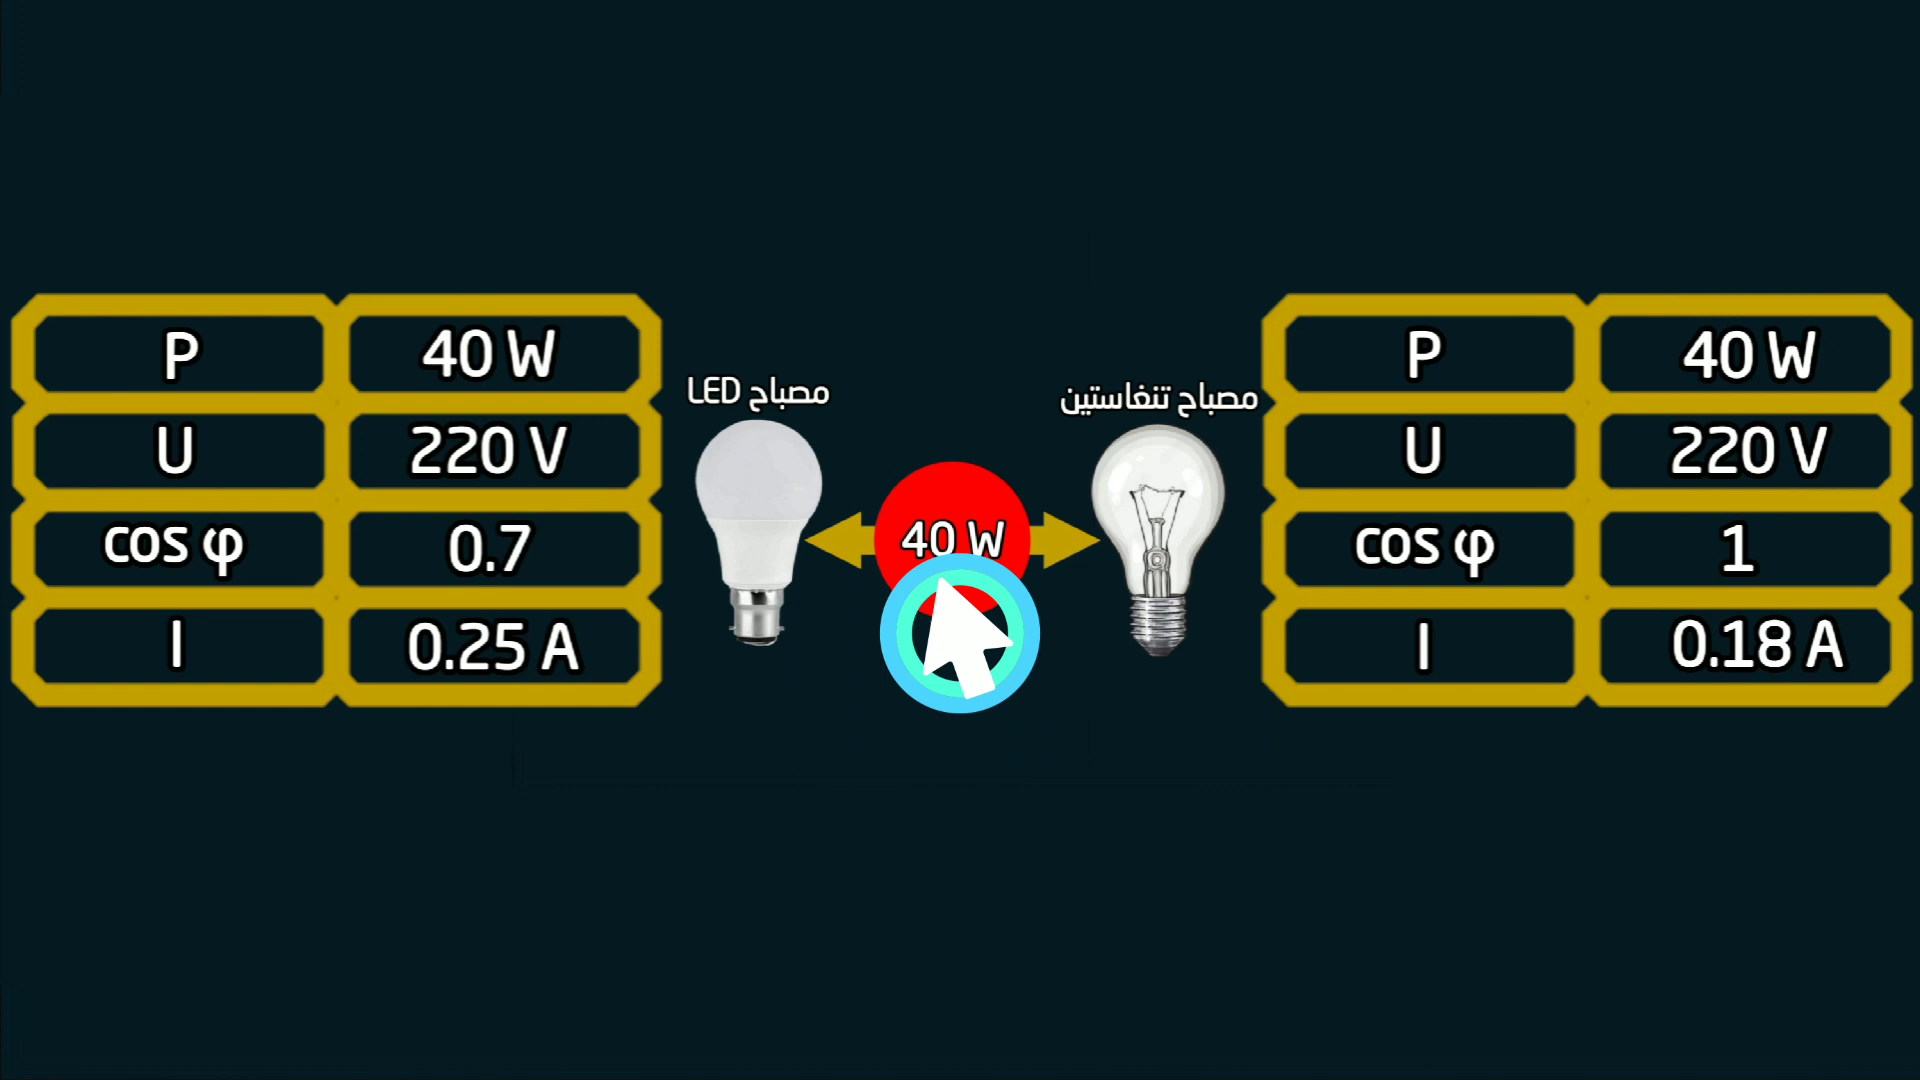 P 40 W
U 220 V
cos φ 0.7
I 0.25 A
مصباح LED
40 W
مصباح تنغاستين
P 40 W
U 220 V
cos φ 1
I 0.18 A